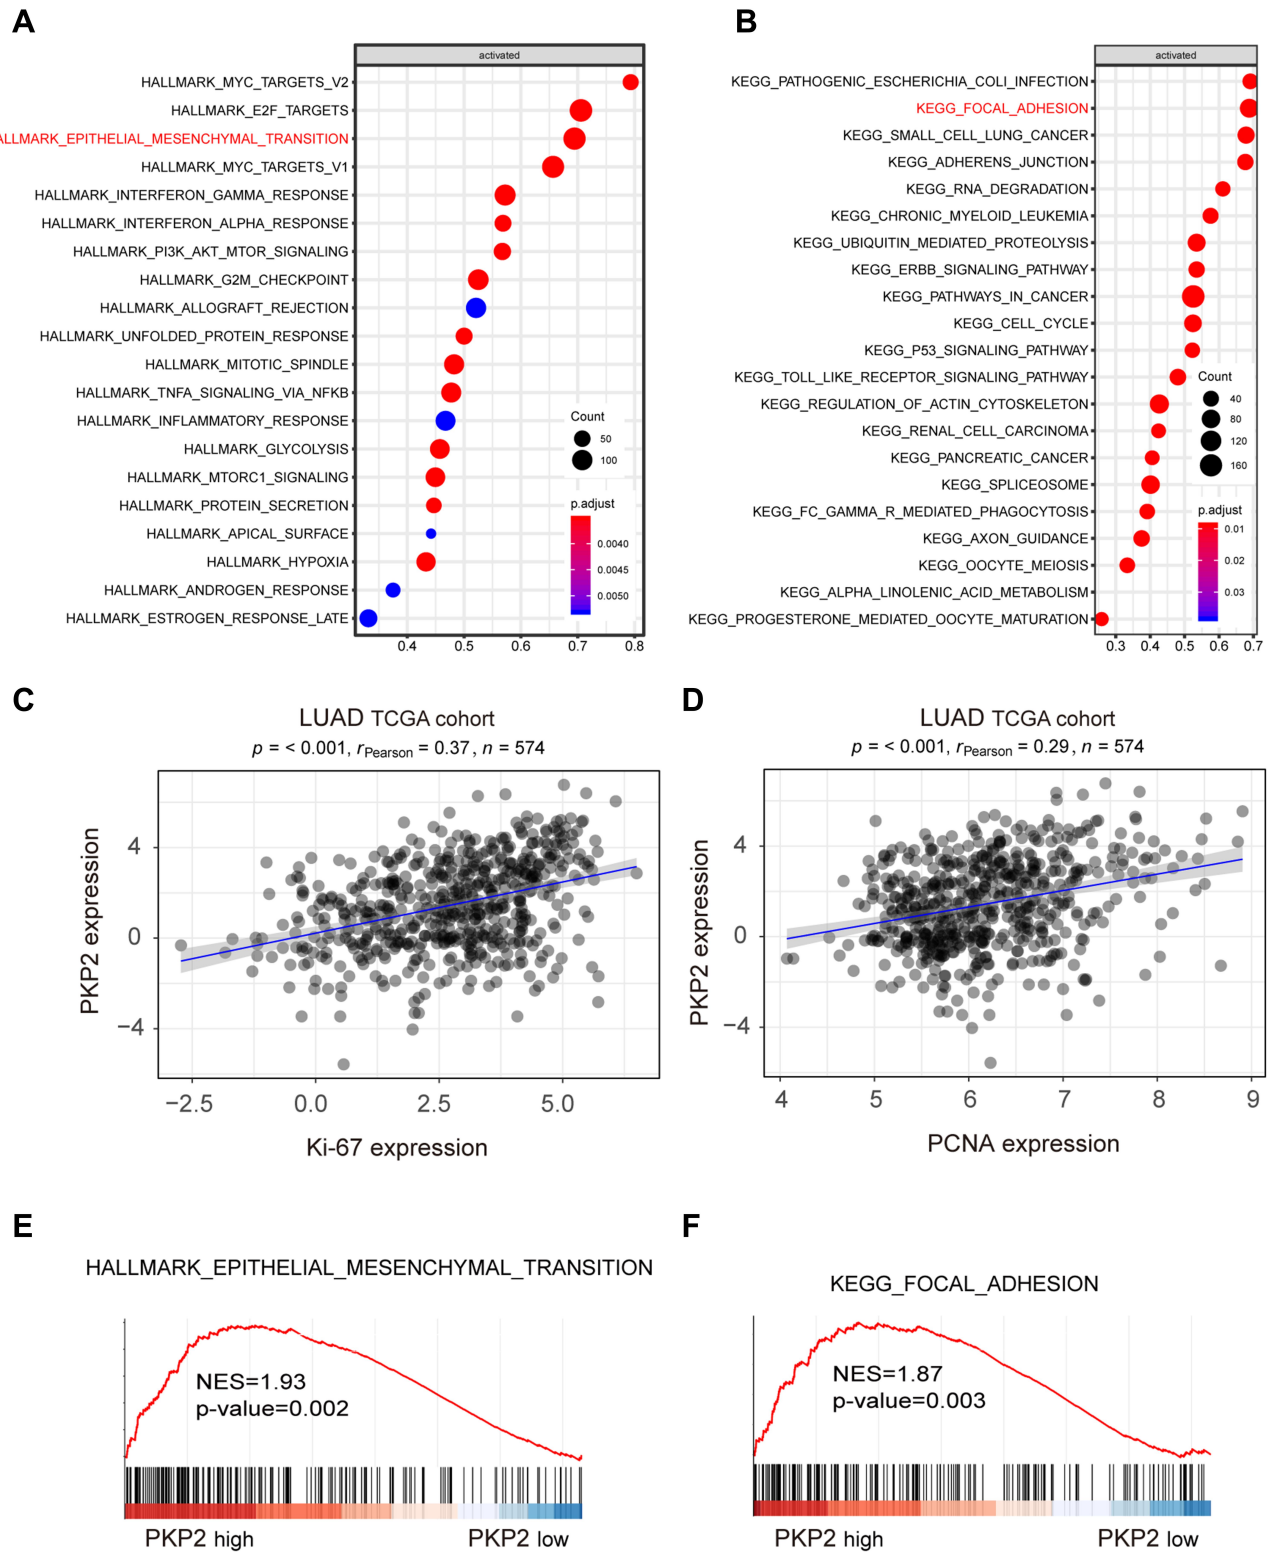 A
activated
HALLMARK_MYC_TARGETS_V2
HALLMARK_E2F_TARGETS
ALLMARK_EPITHELIAL_MESENCHYMAL_TRANSITION
HALLMARK_MYC_TARGETS_V1
HALLMARK_INTERFERON_GAMMA_RESPONSE
HALLMARK_INTERFERON_ALPHA_RESPONSE
HALLMARK_PI3K_AKT_MTOR_SIGNALING
HALLMARK_G2M_CHECKPOINT
HALLMARK_ALLOGRAFT_REJECTION
HALLMARK_UNFOLDED_PROTEIN_RESPONSE
HALLMARK_MITOTIC_SPINDLE
HALLMARK_TNFA_SIGNALING_VIA_NFKB
HALLMARK_INFLAMMATORY_RESPONSE
HALLMARK_GLYCOLYSIS
HALLMARK_MTORC1_SIGNALING
HALLMARK_PROTEIN_SECRETION
HALLMARK_APICAL_SURFACE
HALLMARK_HYPOXIA
HALLMARK_ANDROGEN_RESPONSE
HALLMARK_ESTROGEN_RESPONSE_LATE
Count
50
100
p.adjust
0.0040
0.0045
0.0050
0.4 0.5 0.6 0.7 0.8
B
activated
KEGG_PATHOGENIC_ESCHERICHIA_COLI_INFECTION
KEGG_FOCAL_ADHESION
KEGG_SMALL_CELL_LUNG_CANCER
KEGG_ADHERENS_JUNCTION
KEGG_RNA_DEGRADATION
KEGG_CHRONIC_MYELOID_LEUKEMIA
KEGG_UBIQUITIN_MEDIATED_PROTEOLYSIS
KEGG_ERBB_SIGNALING_PATHWAY
KEGG_PATHWAYS_IN_CANCER
KEGG_CELL_CYCLE
KEGG_P53_SIGNALING_PATHWAY
KEGG_TOLL_LIKE_RECEPTOR_SIGNALING_PATHWAY
KEGG_REGULATION_OF_ACTIN_CYTOSKELETON
KEGG_RENAL_CELL_CARCINOMA
KEGG_PANCREATIC_CANCER
KEGG_SPLICEOSOME
KEGG_FC_GAMMA_R_MEDIATED_PHAGOCYTOSIS
KEGG_AXON_GUIDANCE
KEGG_OOCYTE_MEIOSIS
KEGG_ALPHA_LINOLENIC_ACID_METABOLISM
KEGG_PROGESTERONE_MEDIATED_OOCYTE_MATURATION
Count
40
80
120
160
p.adjust
0.01
0.02
0.03
0.3 0.4 0.5 0.6 0.7
C
LUAD TCGA cohort
p = < 0.001, rPearson = 0.37, n = 574
PKP2 expression
4
0
−4
−2.5 0.0 2.5 5.0
Ki-67 expression
D
LUAD TCGA cohort
p = < 0.001, rPearson = 0.29, n = 574
PKP2 expression
4
0
−4
4 5 6 7 8 9
PCNA expression
E
HALLMARK_EPITHELIAL_MESENCHYMAL_TRANSITION
NES=1.93
p-value=0.002
PKP2 high PKP2 low
F
KEGG_FOCAL_ADHESION
NES=1.87
p-value=0.003
PKP2 high PKP2 low